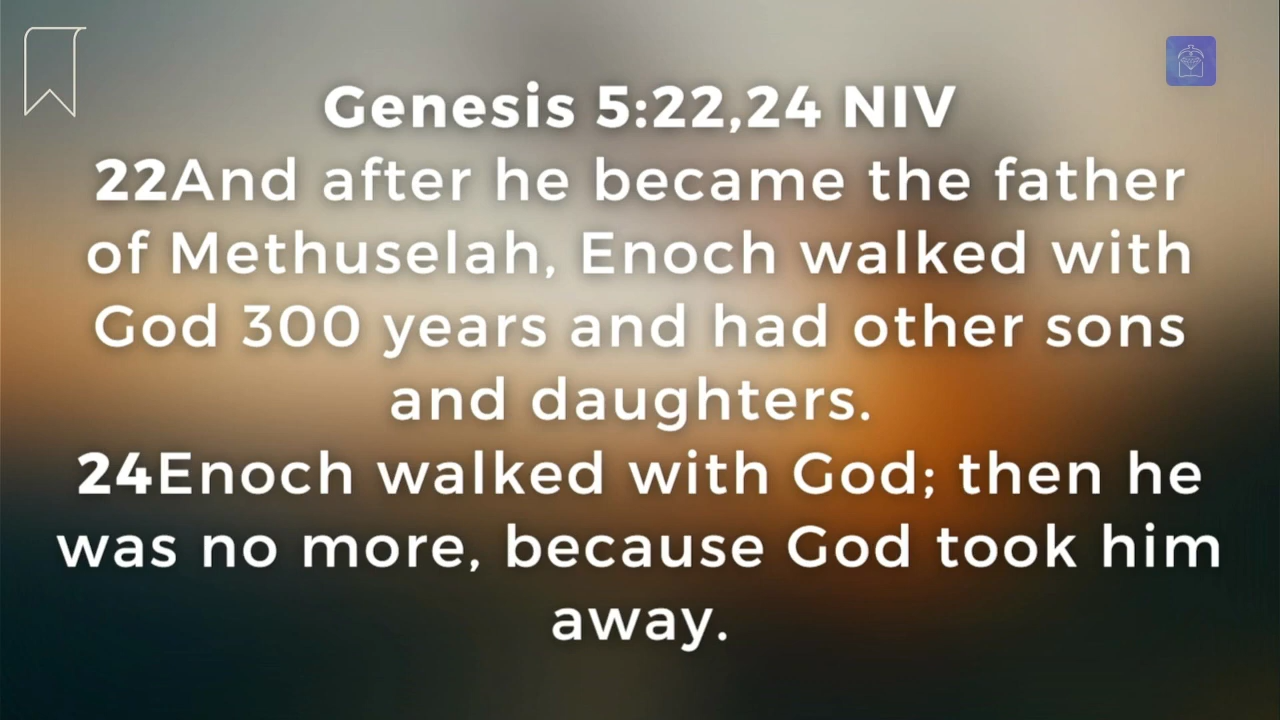 Genesis 5:22,24 NIV
22And after he became the father
of Methuselah, Enoch walked with
God 300 years and had other sons
and daughters.
24Enoch walked with God; then he
was no more, because God took him
away.